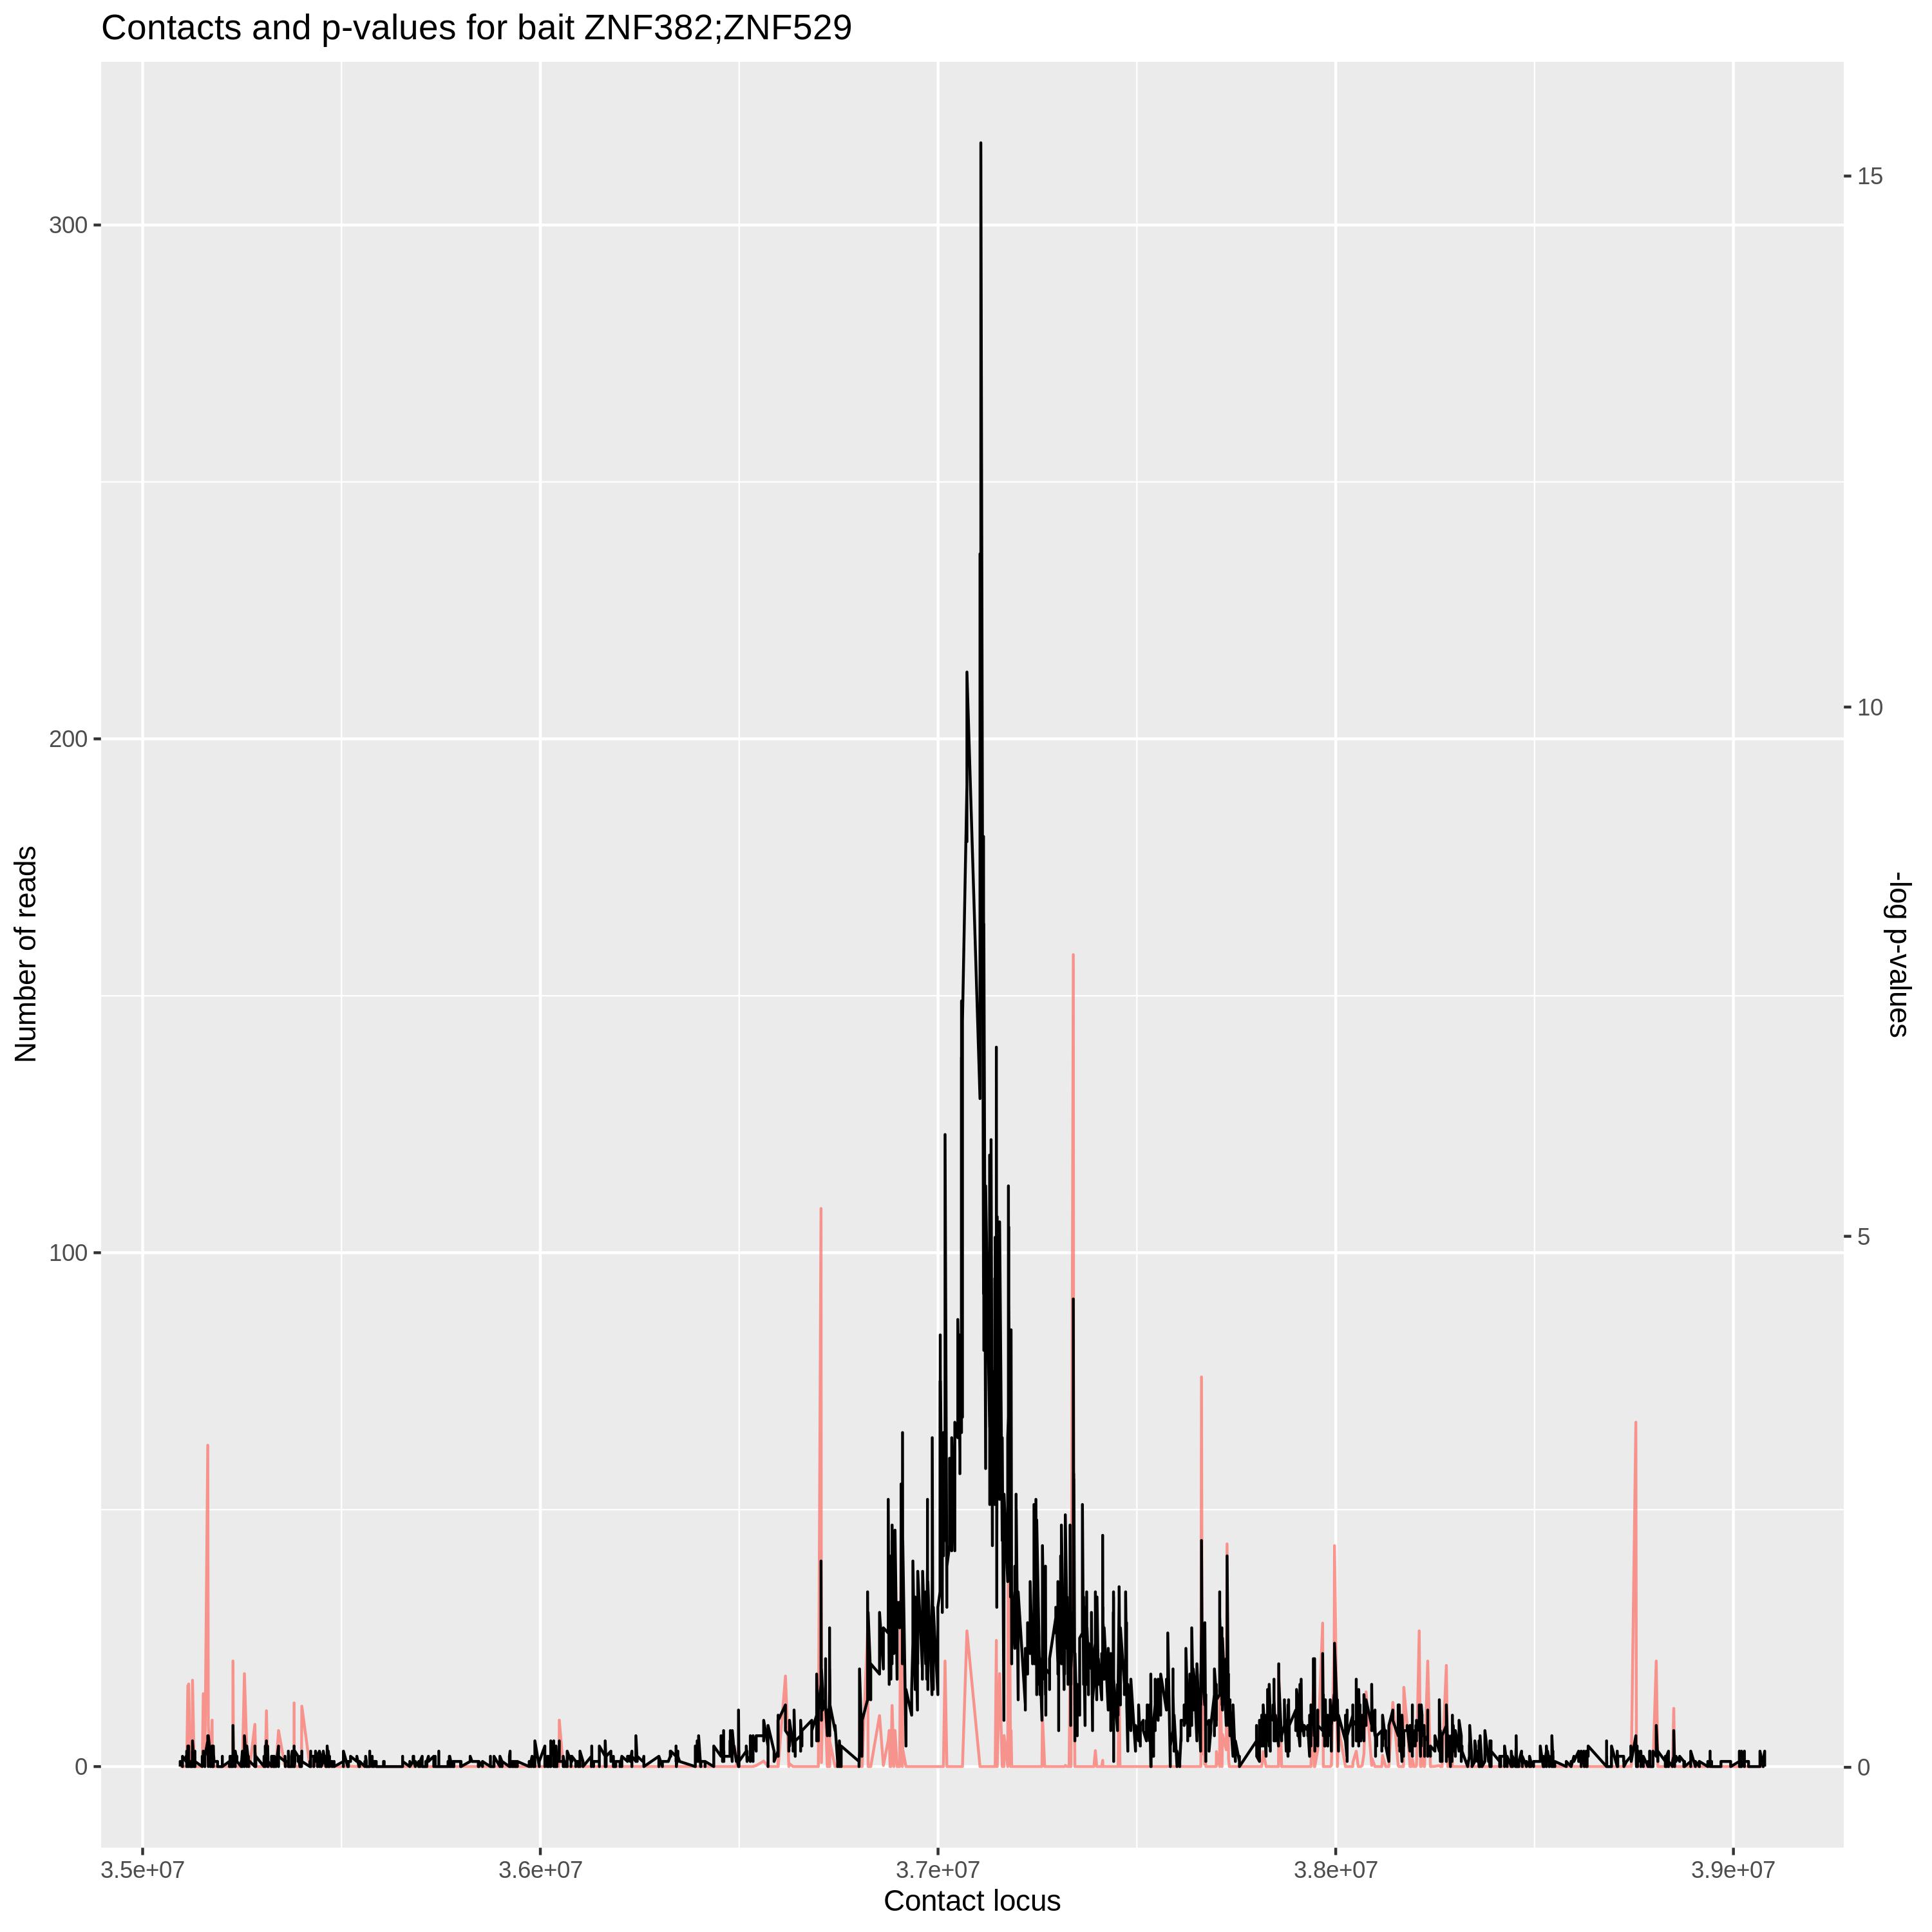 Contacts and p-values for bait ZNF382;ZNF529
Number of reads
300
200
100
0
15
10
5
0
-log p-values
3.5e+07
3.6e+07
3.7e+07
3.8e+07
3.9e+07
Contact locus